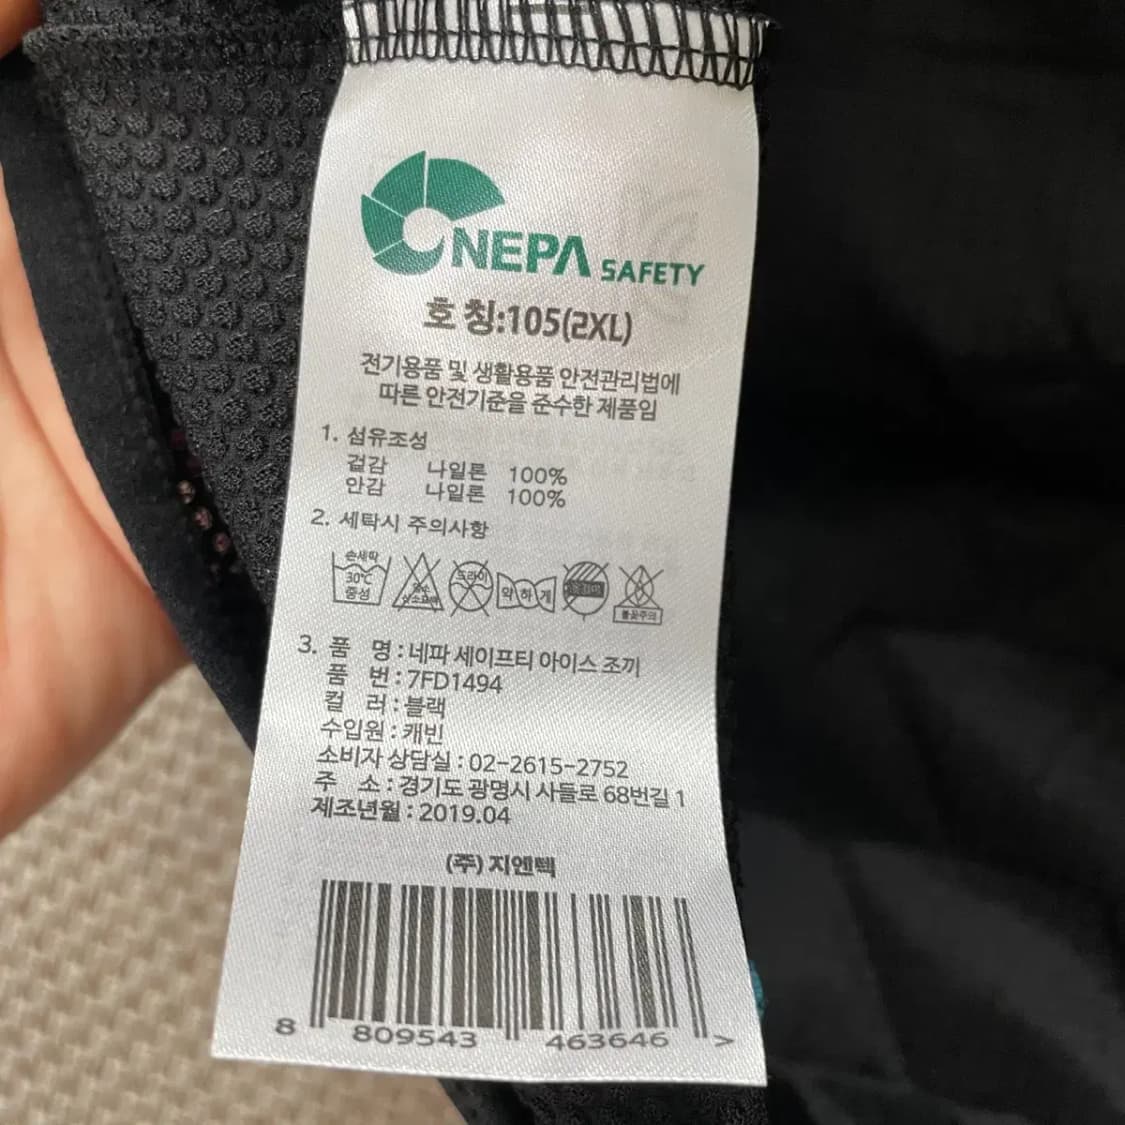 NEPA SAFETY
호 칭:105(2XL)
전기용품 및 생활용품 안전관리법에
따른 안전기준을 준수한 제품임
1. 섬유조성
겉감 나일론 100%
안감 나일론 100%
2. 세탁시 주의사항
손세탁
30℃
중성
드라이
약하게
불꽃주의
3. 품 명 : 네파 세이프티 아이스 조끼
품 번 : 7FD1494
컬 러 : 블랙
수입원 : 캐빈
소비자 상담실 : 02-2615-2752
주 소 : 경기도 광명시 사들로 68번길 1
제조년월 : 2019.04
(주) 지엔텍
8 809543 463646 >